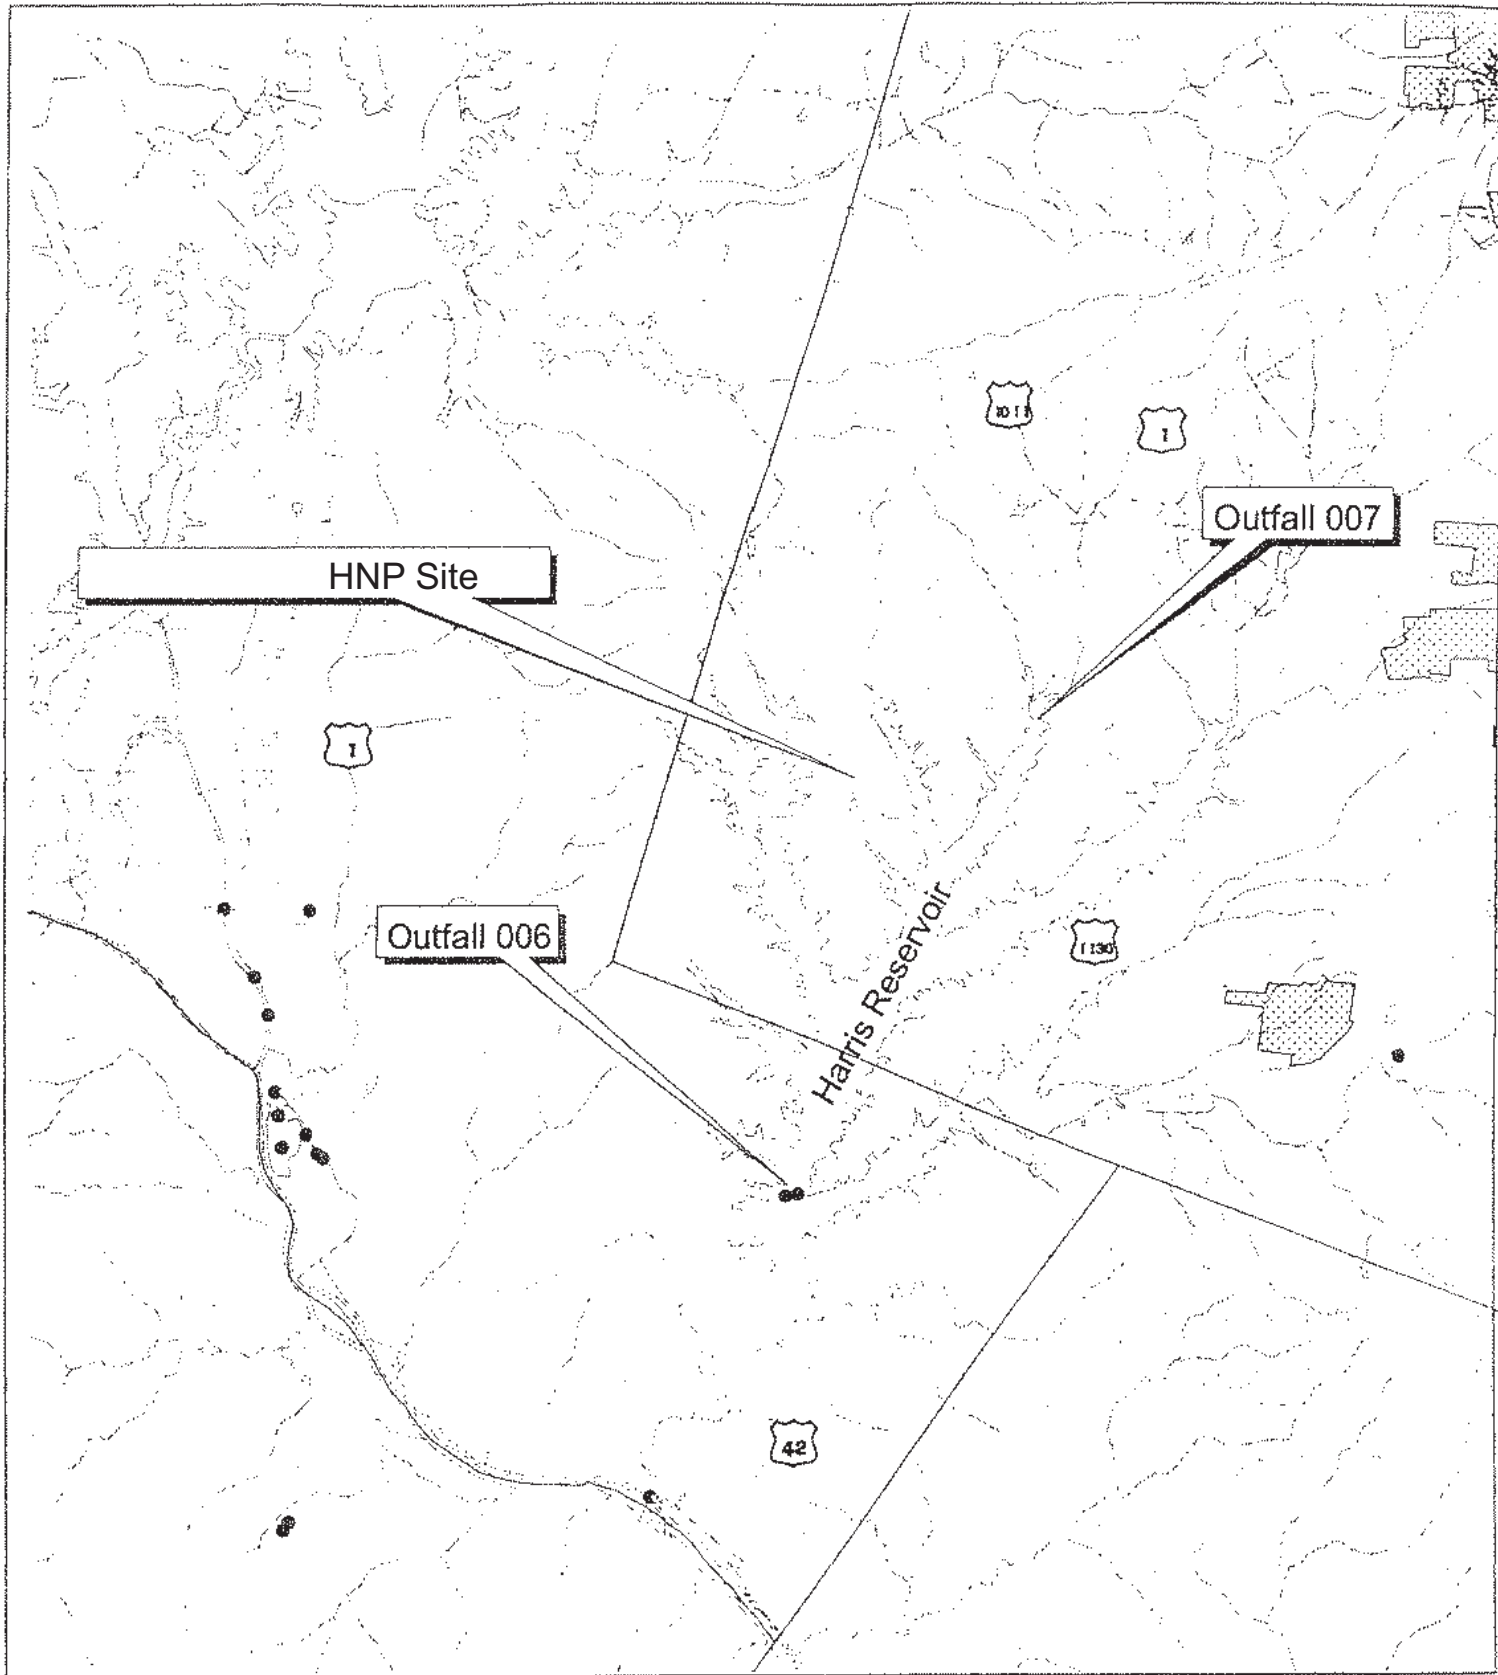 1
Outfall 007
HNP Site
1
Outfall 006
Harris Reservoir
1130
42